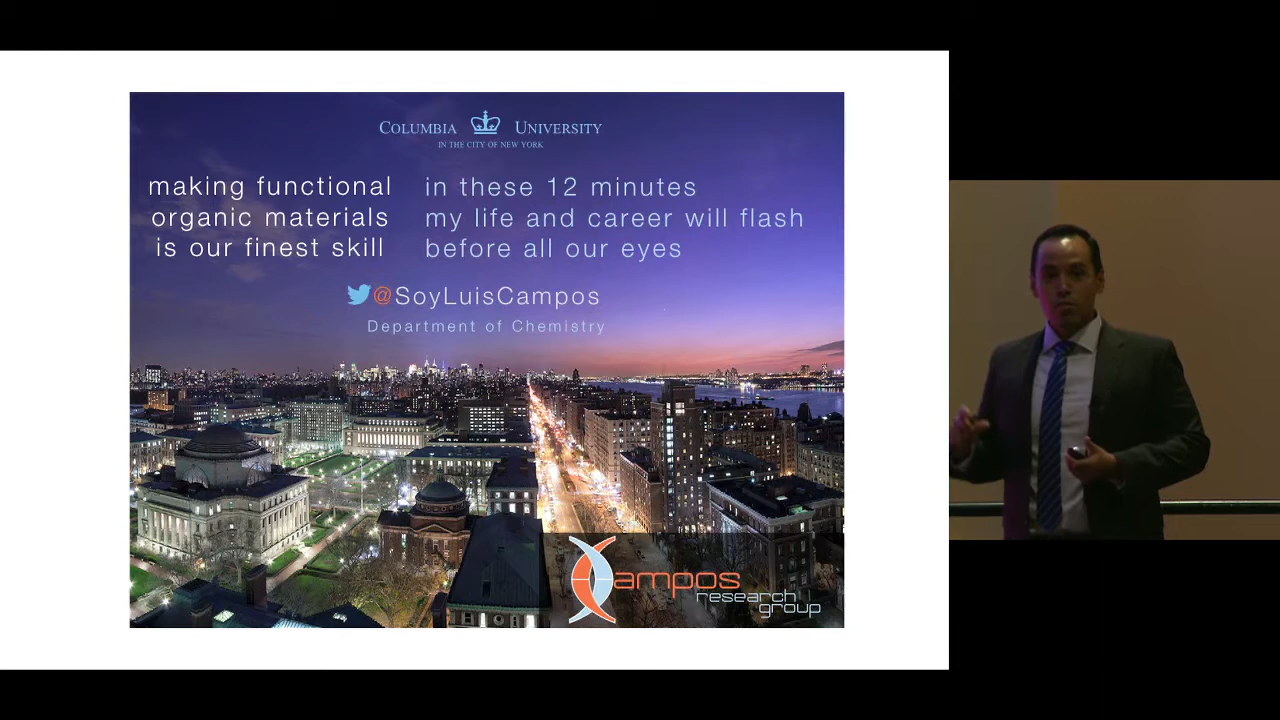 COLUMBIA UNIVERSITY
IN THE CITY OF NEW YORK
making functional
organic materials
is our finest skill
in these 12 minutes
my life and career will flash
before all our eyes
@SoyLuisCampos
Department of Chemistry
Campos
research
group